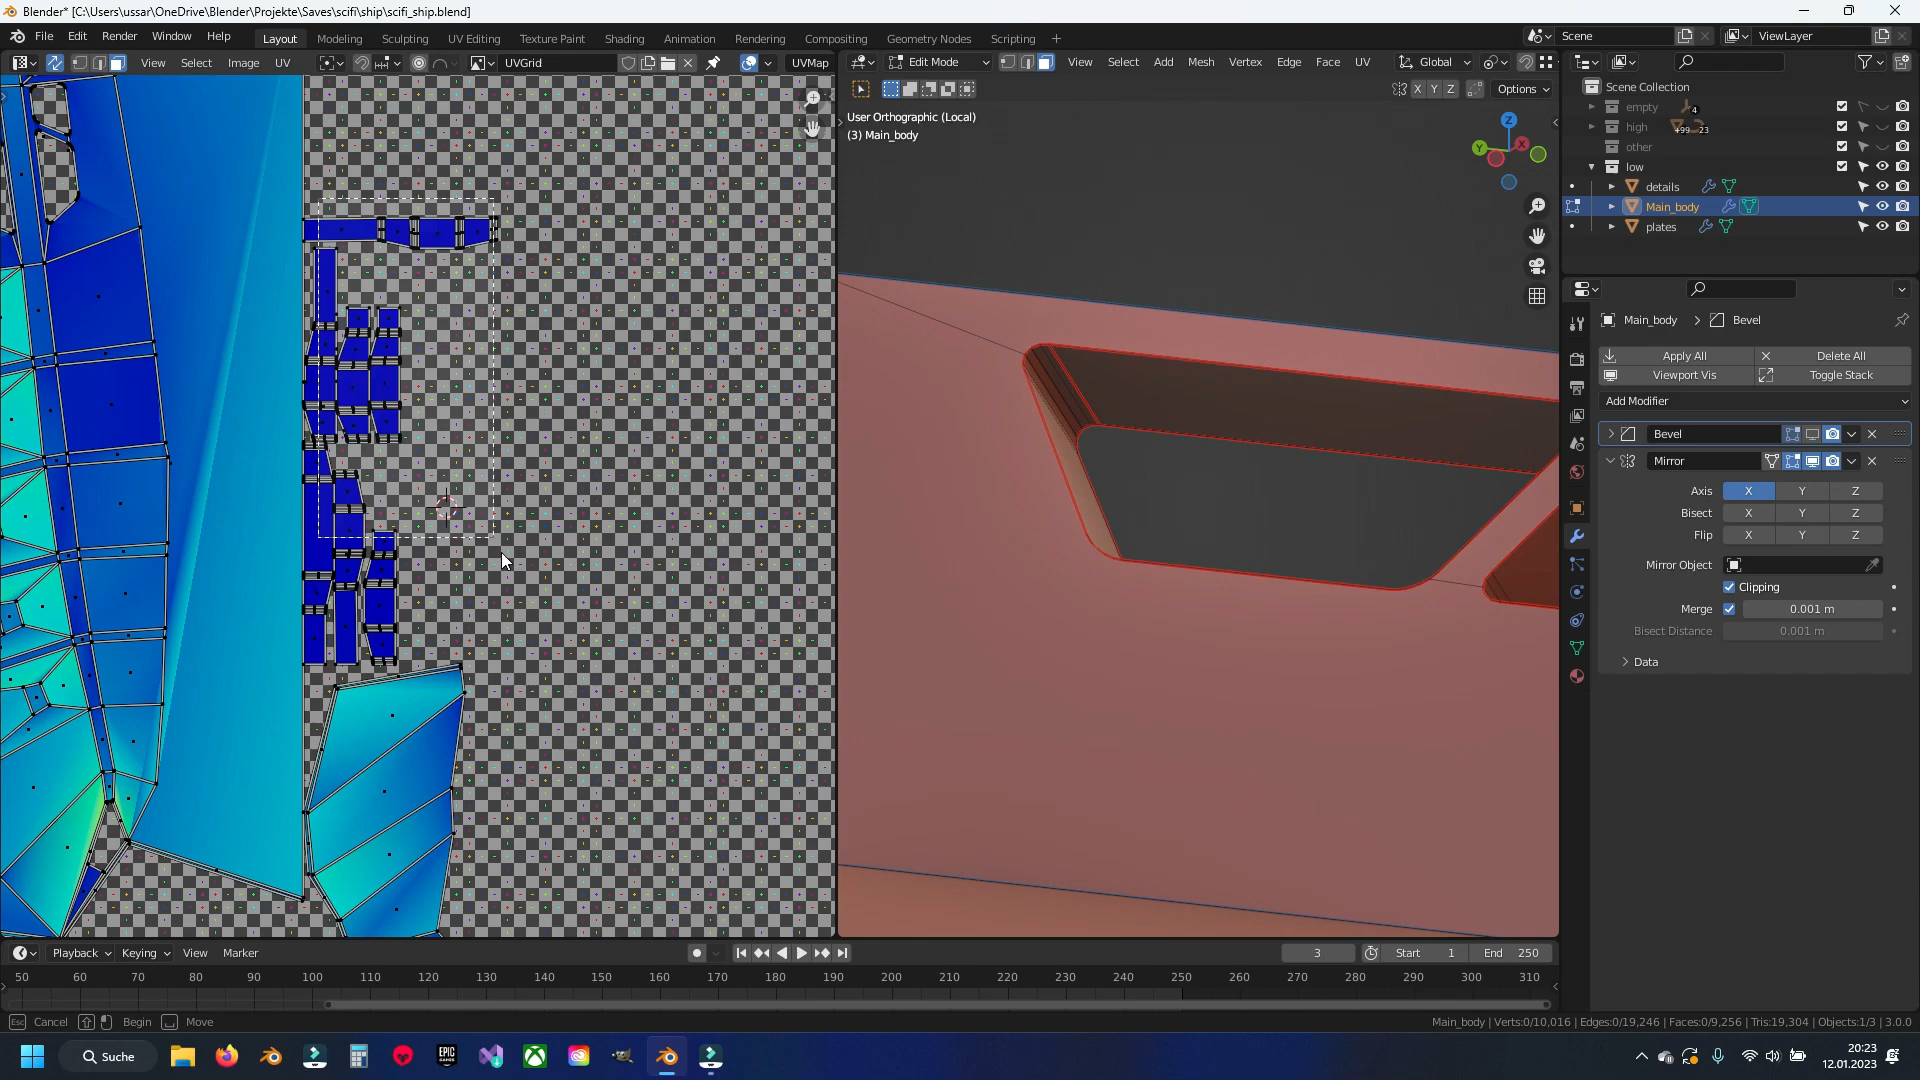 Blender* [C:\Users\ussar\OneDrive\Blender\Projekte\Saves\scifi\ship\scifi_ship.blend]
File Edit Render Window Help Layout Modeling Sculpting UV Editing Texture Paint Shading Animation Rendering Compositing Geometry Nodes Scripting + Scene ViewLayer
View Select Image UV UVGrid UVMap Edit Mode View Select Add Mesh Vertex Edge Face UV Global
X Y Z Options
User Orthographic (Local)
(3) Main_body
Z
Y
X
Scene Collection
empty 4
high +99 23
other
low
details
Main_body
plates
Main_body > Bevel
Apply All Delete All
Viewport Vis Toggle Stack
Add Modifier
Bevel
Mirror
Axis X Y Z
Bisect X Y Z
Flip X Y Z
Mirror Object
Clipping
Merge 0.001 m
Bisect Distance 0.001 m
Data
Playback Keying View Marker 3 Start 1 End 250
50 60 70 80 90 100 110 120 130 140 150 160 170 180 190 200 210 220 230 240 250 260 270 280 290 300 310
Esc Cancel Begin Move Main_body | Verts:0/10,016 | Edges:0/19,246 | Faces:0/9,256 | Tris:19,304 | Objects:1/3 | 3.0.0
Suche EPIC GAMES 20:23
12.01.2023